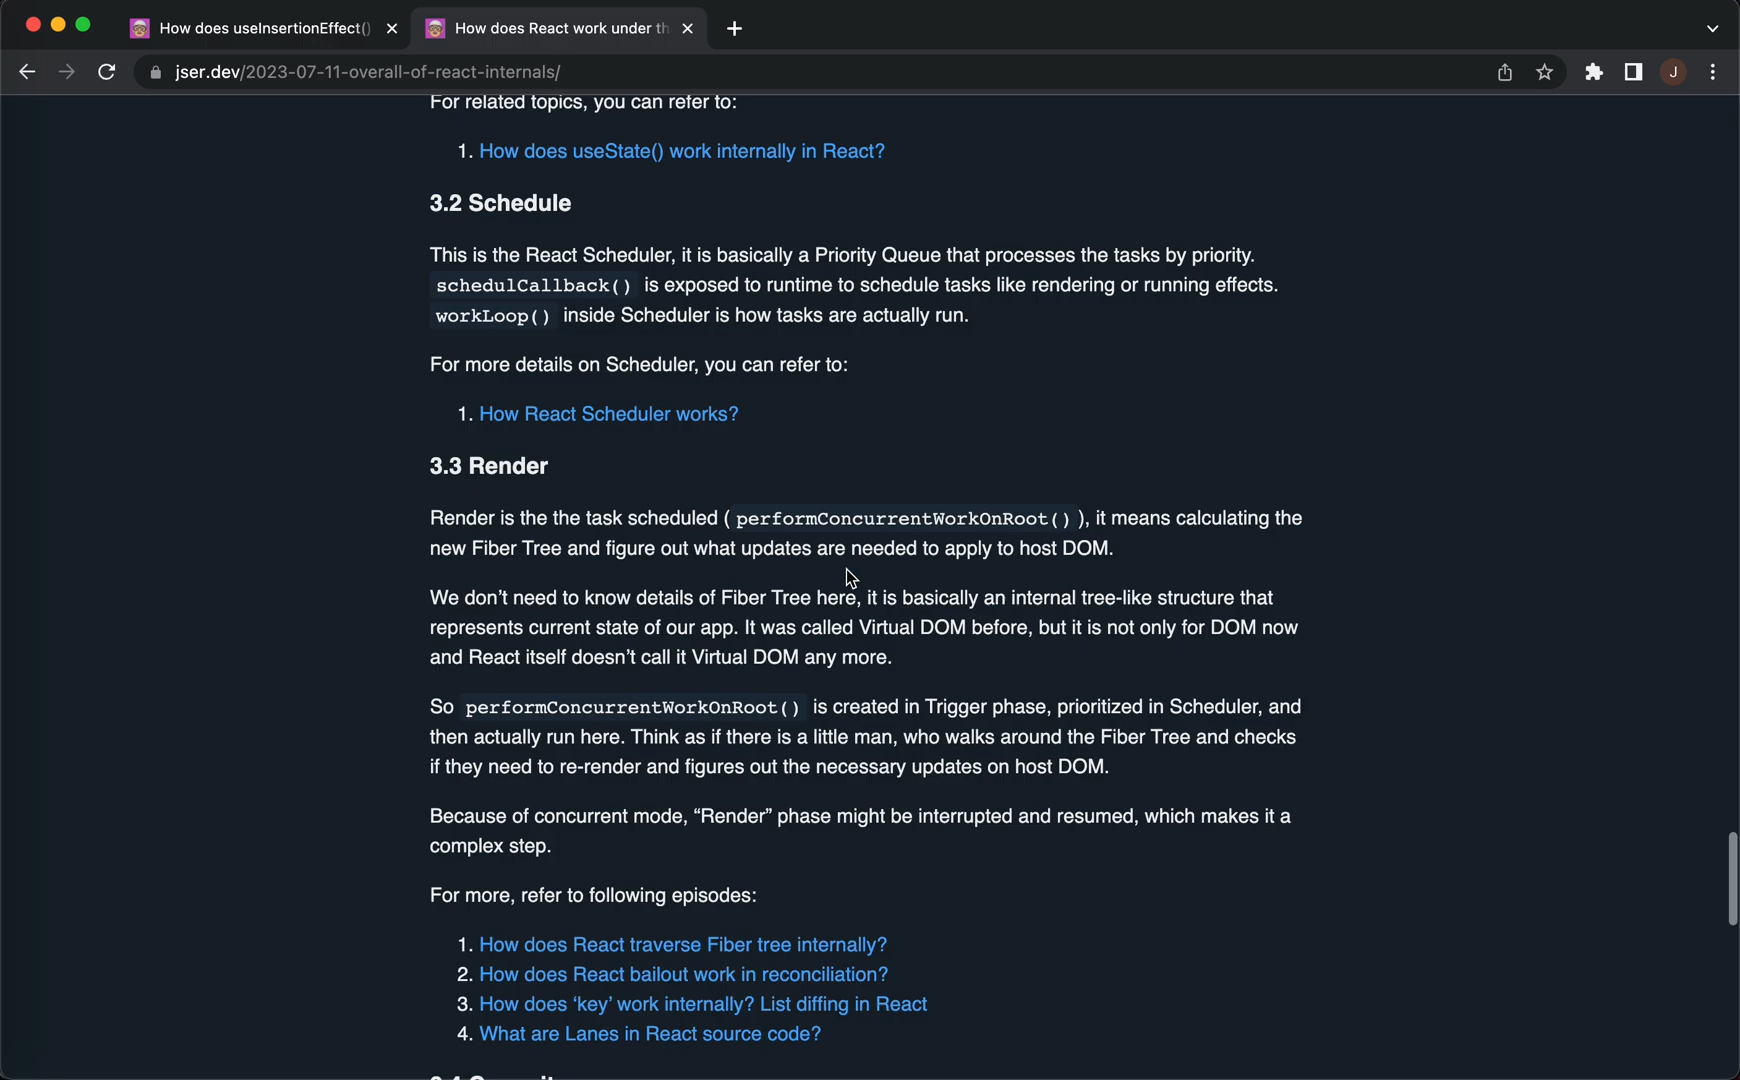 How does useInsertionEffect()
How does React work under th
jser.dev/2023-07-11-overall-of-react-internals/
J
For related topics, you can refer to:
1. How does useState() work internally in React?
3.2 Schedule
This is the React Scheduler, it is basically a Priority Queue that processes the tasks by priority.
schedulCallback() is exposed to runtime to schedule tasks like rendering or running effects.
workLoop() inside Scheduler is how tasks are actually run.
For more details on Scheduler, you can refer to:
1. How React Scheduler works?
3.3 Render
Render is the the task scheduled ( performConcurrentWorkOnRoot() ), it means calculating the
new Fiber Tree and figure out what updates are needed to apply to host DOM.
We don’t need to know details of Fiber Tree here, it is basically an internal tree-like structure that
represents current state of our app. It was called Virtual DOM before, but it is not only for DOM now
and React itself doesn’t call it Virtual DOM any more.
So performConcurrentWorkOnRoot() is created in Trigger phase, prioritized in Scheduler, and
then actually run here. Think as if there is a little man, who walks around the Fiber Tree and checks
if they need to re-render and figures out the necessary updates on host DOM.
Because of concurrent mode, “Render” phase might be interrupted and resumed, which makes it a
complex step.
For more, refer to following episodes:
1. How does React traverse Fiber tree internally?
2. How does React bailout work in reconciliation?
3. How does ‘key’ work internally? List diffing in React
4. What are Lanes in React source code?